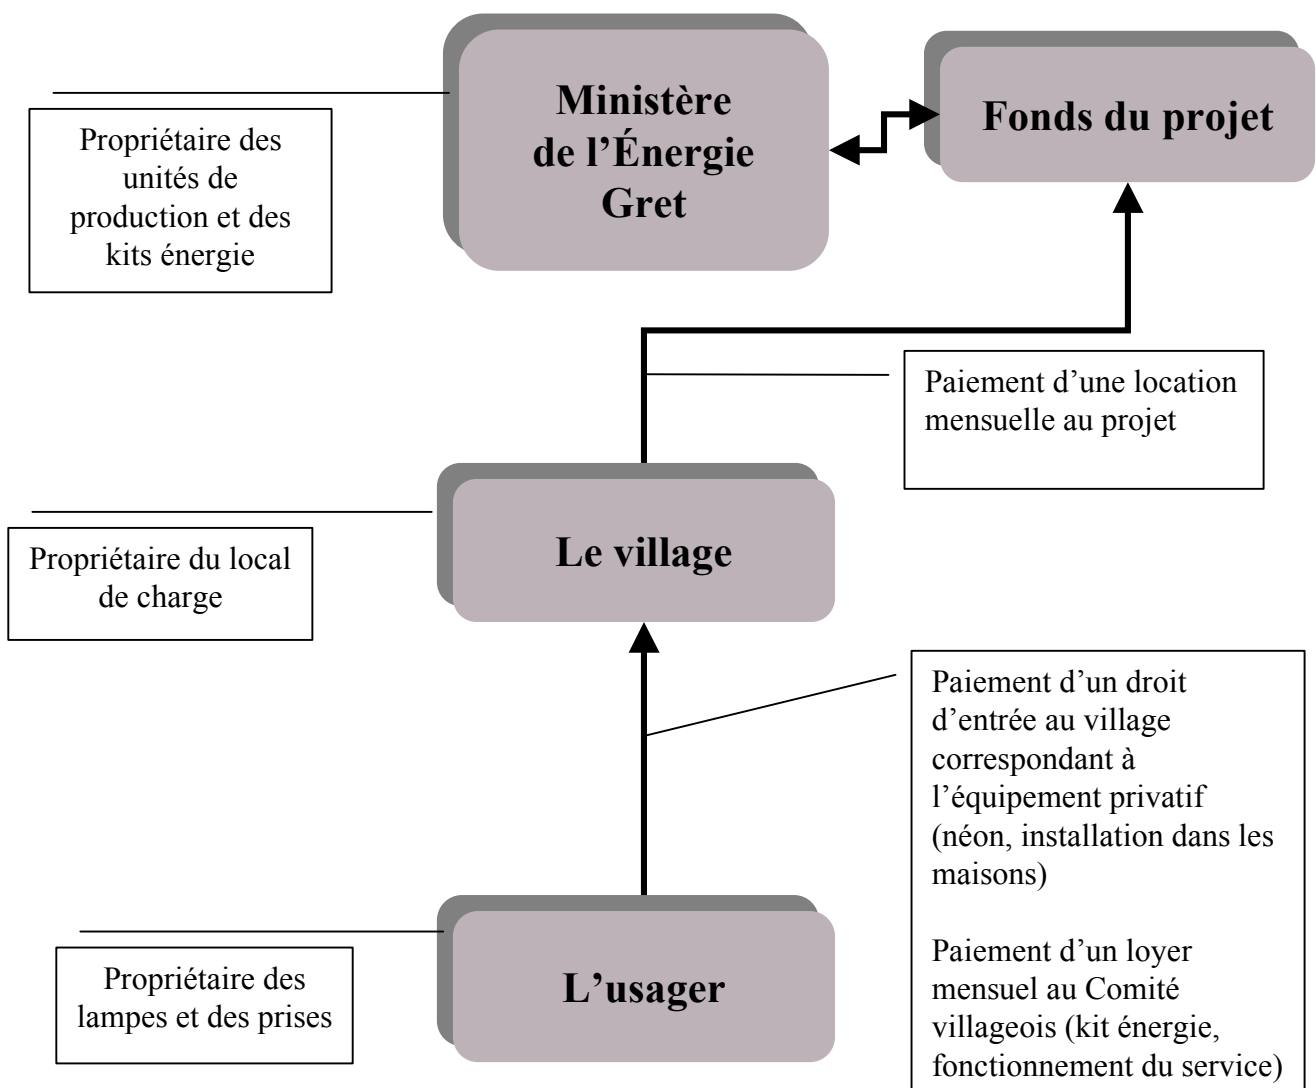 Ministère
de l’Énergie
Gret
Fonds du projet
Propriétaire des
unités de
production et des
kits énergie
Paiement d’une location
mensuelle au projet
Le village
Propriétaire du local
de charge
Paiement d’un droit
d’entrée au village
correspondant à
l’équipement privatif
(néon, installation dans les
maisons)
Paiement d’un loyer
mensuel au Comité
villageois (kit énergie,
fonctionnement du service)
L’usager
Propriétaire des
lampes et des prises